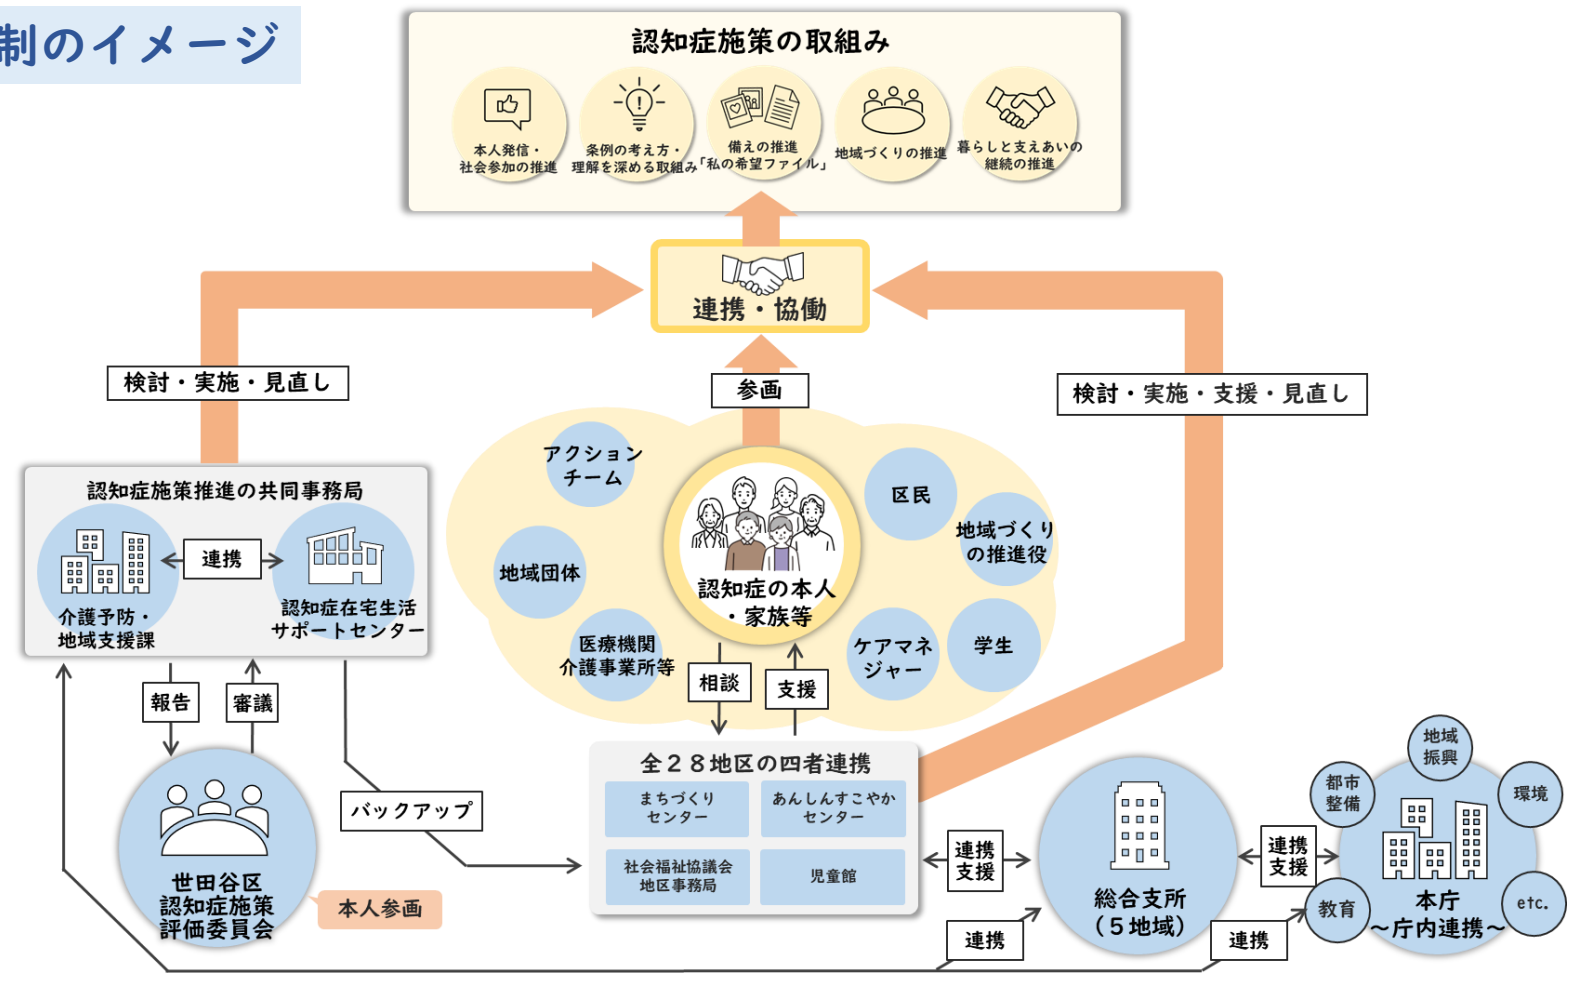 制のイメージ
認知症施策の取組み
本人発信・
社会参加の推進
条例の考え方・
理解を深める取組み
備えの推進
「私の希望ファイル」
地域づくりの推進
暮らしと支えあいの
継続の推進
連携・協働
検討・実施・見直し
参画
検討・実施・支援・見直し
認知症施策推進の共同事務局
介護予防・
地域支援課
連携
認知症在宅生活
サポートセンター
アクション
チーム
地域団体
医療機関
介護事業所等
認知症の本人
・家族等
区民
地域づくり
の推進役
ケアマネ
ジャー
学生
報告
審議
相談
支援
バックアップ
世田谷区
認知症施策
評価委員会
本人参画
全２８地区の四者連携
まちづくり
センター
あんしんすこやか
センター
社会福祉協議会
地区事務局
児童館
連携
支援
総合支所
（５地域）
連携
支援
地域
振興
都市
整備
環境
教育
etc.
本庁
～庁内連携～
連携
連携